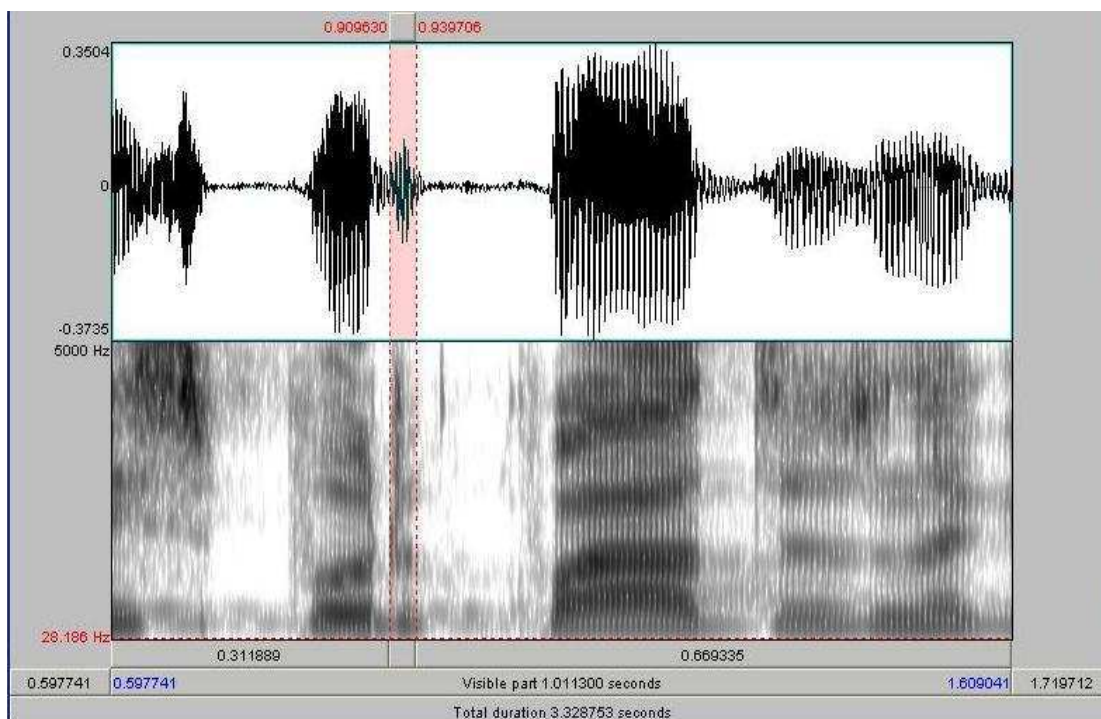 0.909630 0.939706
0.3504
0
-0.3735
5000 Hz
28.186 Hz
0.311889 0.669335
0.597741 0.597741 Visible part 1.011300 seconds 1.609041 1.719712
Total duration 3.328753 seconds